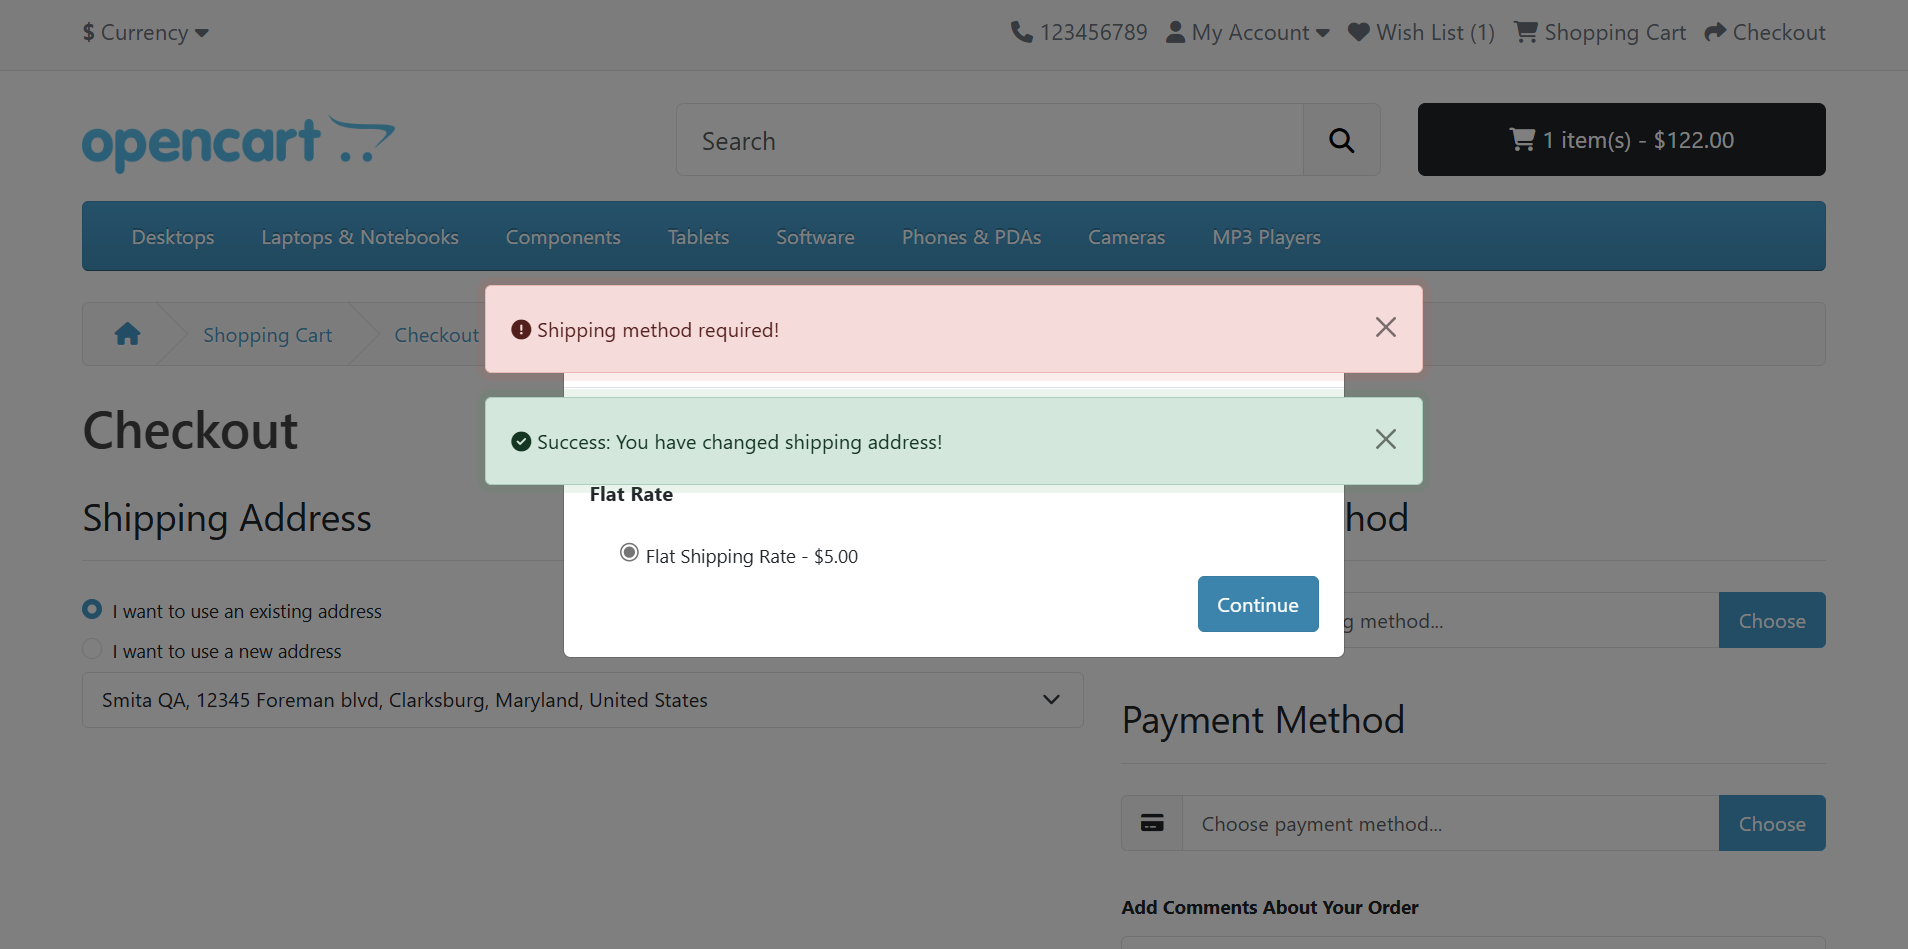 $ Currency
123456789 My Account Wish List (1) Shopping Cart Checkout
opencart
Search
1 item(s) - $122.00
Desktops Laptops & Notebooks Components Tablets Software Phones & PDAs Cameras MP3 Players
Shopping Cart Checkout
Shipping method required!
Success: You have changed shipping address!
Checkout
Shipping Address
Flat Rate
Flat Shipping Rate - $5.00
Continue
hod
I want to use an existing address
I want to use a new address
Smita QA, 12345 Foreman blvd, Clarksburg, Maryland, United States
g method...
Choose
Payment Method
Choose payment method...
Choose
Add Comments About Your Order